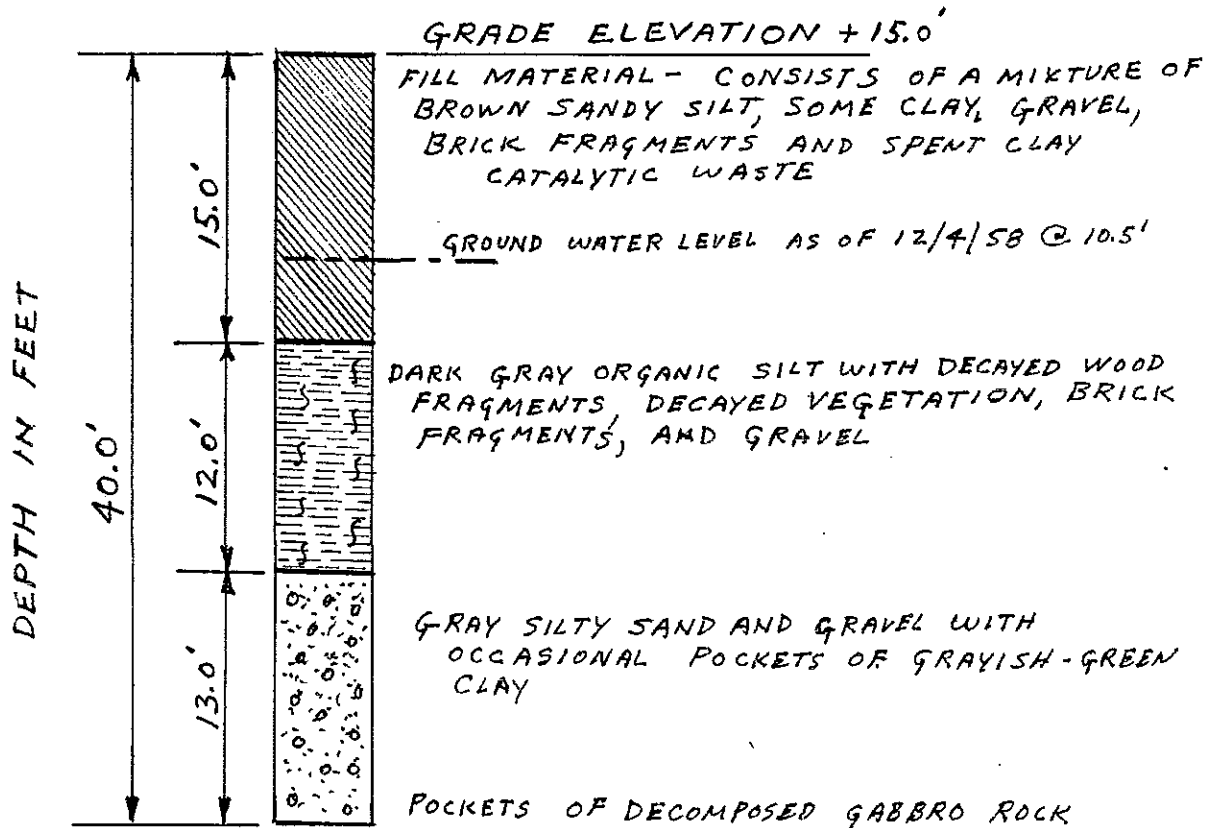 GRADE ELEVATION + 15.0'
FILL MATERIAL - CONSISTS OF A MIXTURE OF
BROWN SANDY SILT, SOME CLAY, GRAVEL,
BRICK FRAGMENTS AND SPENT CLAY
CATALYTIC WASTE
GROUND WATER LEVEL AS OF 12/4/58 @ 10.5'
DARK GRAY ORGANIC SILT WITH DECAYED WOOD
FRAGMENTS, DECAYED VEGETATION, BRICK
FRAGMENTS, AND GRAVEL
GRAY SILTY SAND AND GRAVEL WITH
OCCASIONAL POCKETS OF GRAYISH-GREEN
CLAY
POCKETS OF DECOMPOSED GABBRO ROCK
DEPTH IN FEET
40.0'
15.0'
12.0'
13.0'